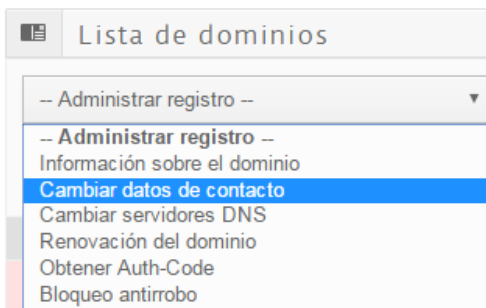 Lista de dominios
-- Administrar registro --
-- Administrar registro --
Información sobre el dominio
Cambiar datos de contacto
Cambiar servidores DNS
Renovación del dominio
Obtener Auth-Code
Bloqueo antirrobo